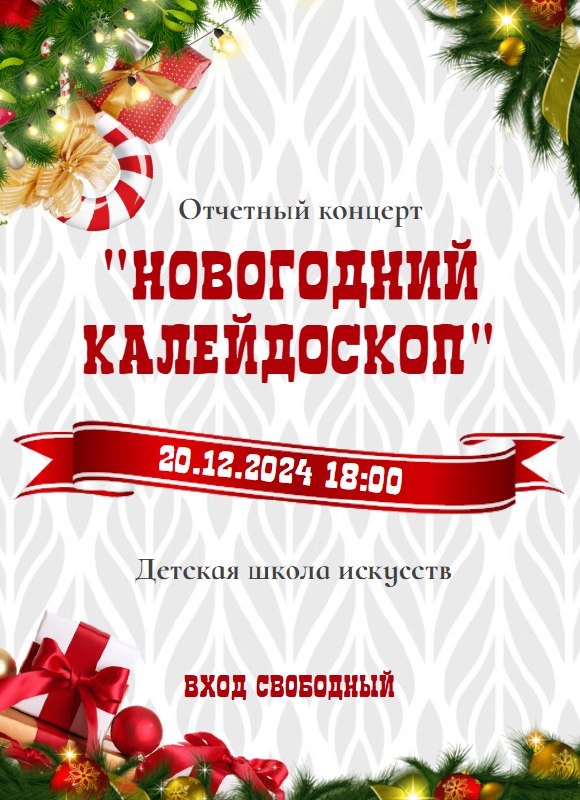 Отчетный концерт
"НОВОГОДНИЙ
КАЛЕЙДОСКОП"
20.12.2024 18:00
Детская школа искусств
ВХОД СВОБОДНЫЙ